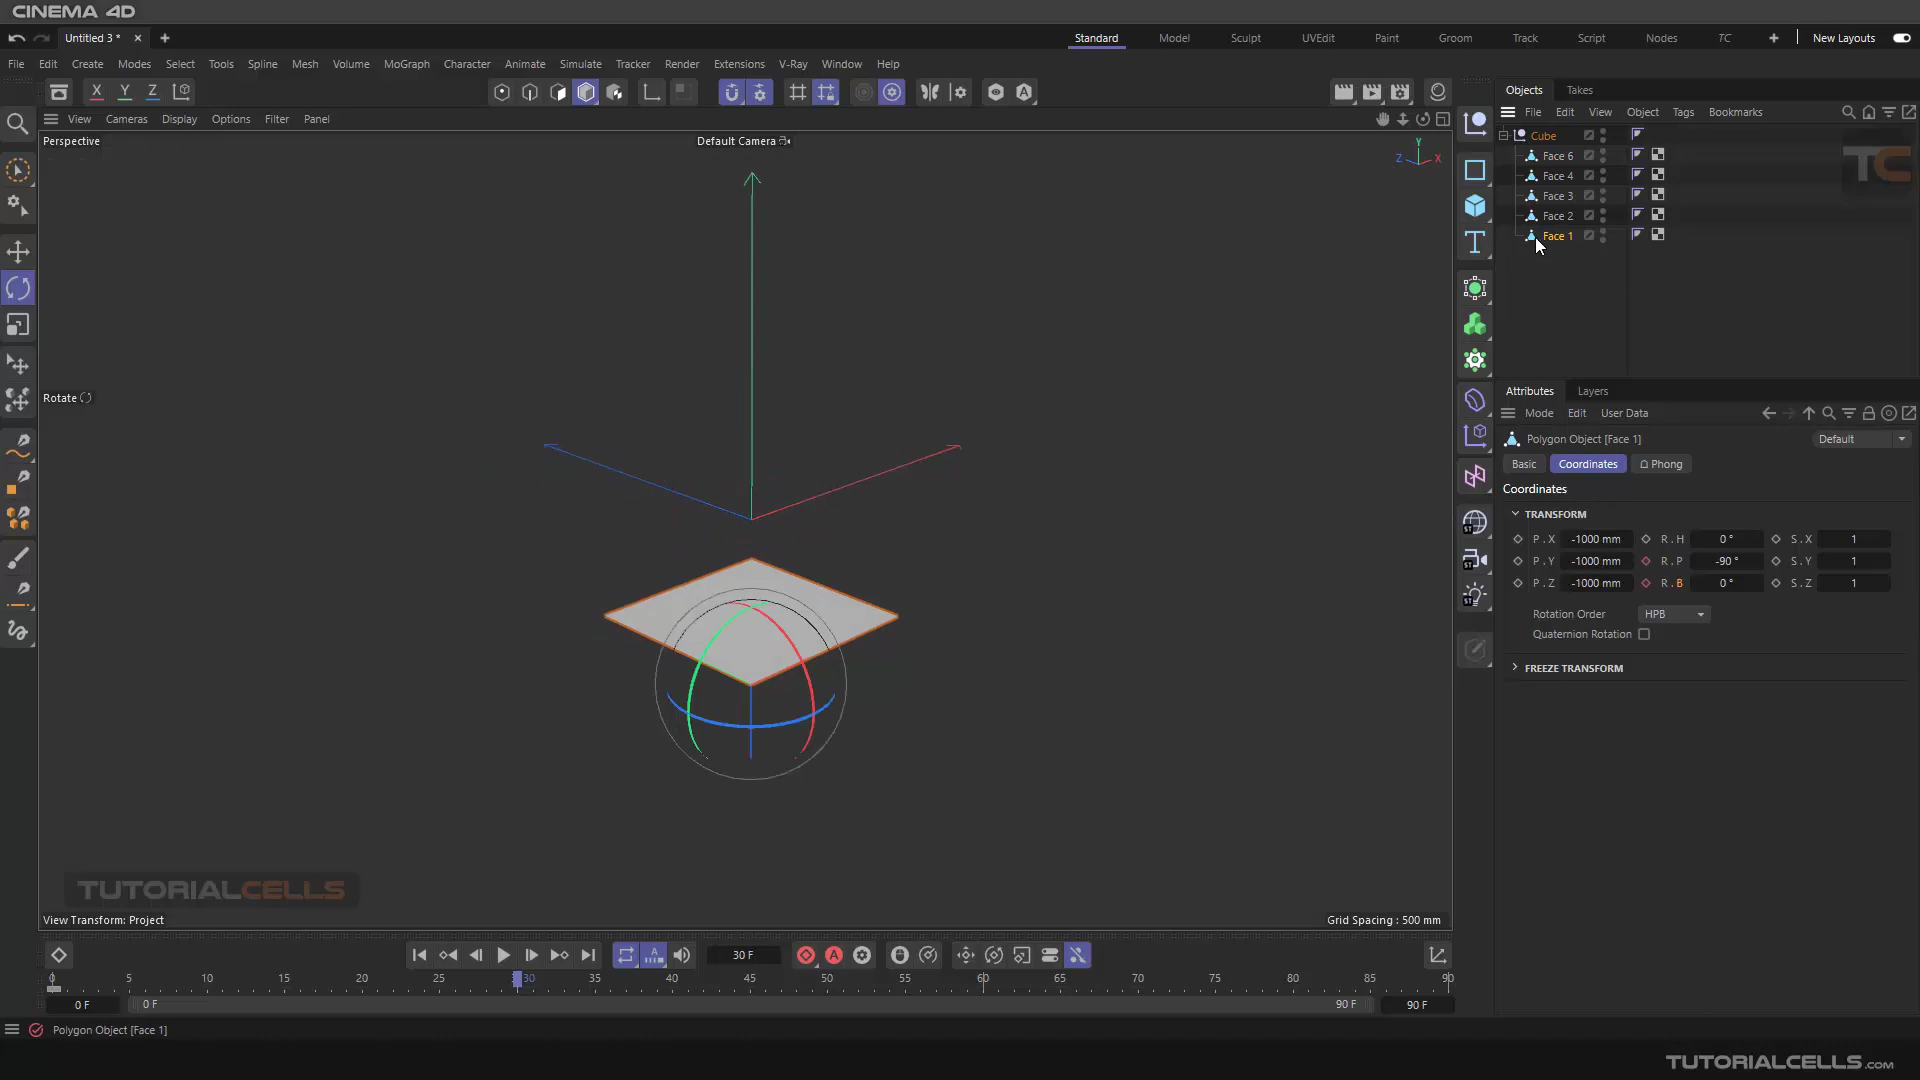 CINEMA 4D
Untitled 3 *
Standard Model Sculpt UVEdit Paint Groom Track Script Nodes TC New Layouts
File Edit Create Modes Select Tools Spline Mesh Volume MoGraph Character Animate Simulate Tracker Render Extensions V-Ray Window Help
X Y Z
Objects Takes
View Cameras Display Options Filter Panel
File Edit View Object Tags Bookmarks
Perspective
Default Camera
Y
Z X
Cube
Face 6
Face 4
Face 3
Face 2
Face 1
TC
Rotate
Attributes Layers
Mode Edit User Data
Polygon Object [Face 1]
Default
Basic Coordinates Phong
Coordinates
TRANSFORM
P . X -1000 mm R . H 0 ° S . X 1
P . Y -1000 mm R . P -90 ° S . Y 1
P . Z -1000 mm R . B 0 ° S . Z 1
Rotation Order HPB
Quaternion Rotation
FREEZE TRANSFORM
TUTORIALCELLS
View Transform: Project
Grid Spacing : 500 mm
30 F
0 5 10 15 20 25 30 35 40 45 50 55 60 65 70 75 80 85 90
0 F 0 F 90 F 90 F
Polygon Object [Face 1]
TUTORIALCELLS.COM